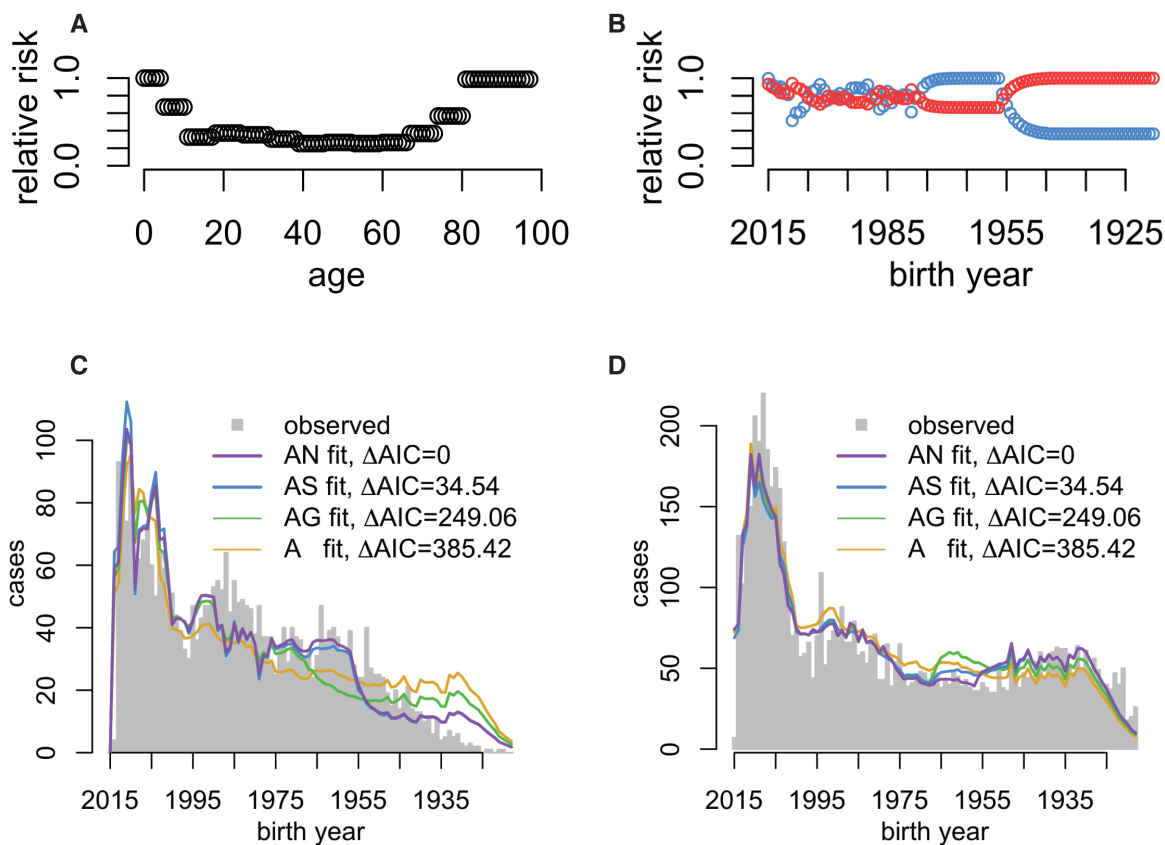 A
relative risk
0.0
1.0
0 20 40 60 80 100
age
B
relative risk
0.0
1.0
2015 1985 1955 1925
birth year
C
cases
0
20
40
60
80
100
observed
AN fit, ΔAIC=0
AS fit, ΔAIC=34.54
AG fit, ΔAIC=249.06
A fit, ΔAIC=385.42
2015 1995 1975 1955 1935
birth year
D
cases
0
50
100
150
200
observed
AN fit, ΔAIC=0
AS fit, ΔAIC=34.54
AG fit, ΔAIC=249.06
A fit, ΔAIC=385.42
2015 1995 1975 1955 1935
birth year